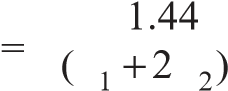 1.44
= ( 1 + 2 2 )